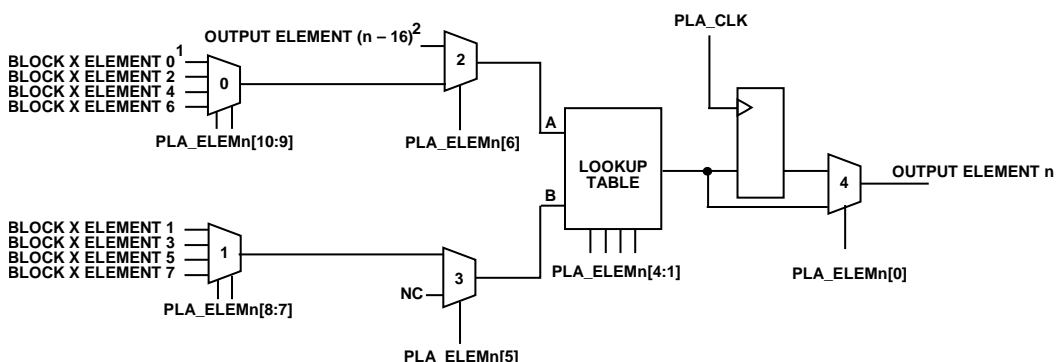 PLA_CLK
OUTPUT ELEMENT (n – 16)2
BLOCK X ELEMENT 01
BLOCK X ELEMENT 2
BLOCK X ELEMENT 4
BLOCK X ELEMENT 6
0
2
PLA_ELEMn[10:9]
PLA_ELEMn[6]
A
LOOKUP
TABLE
B
4
OUTPUT ELEMENT n
BLOCK X ELEMENT 1
BLOCK X ELEMENT 3
BLOCK X ELEMENT 5
BLOCK X ELEMENT 7
1
3
NC
PLA_ELEMn[4:1]
PLA_ELEMn[0]
PLA_ELEMn[8:7]
PLA_ELEMn[5]